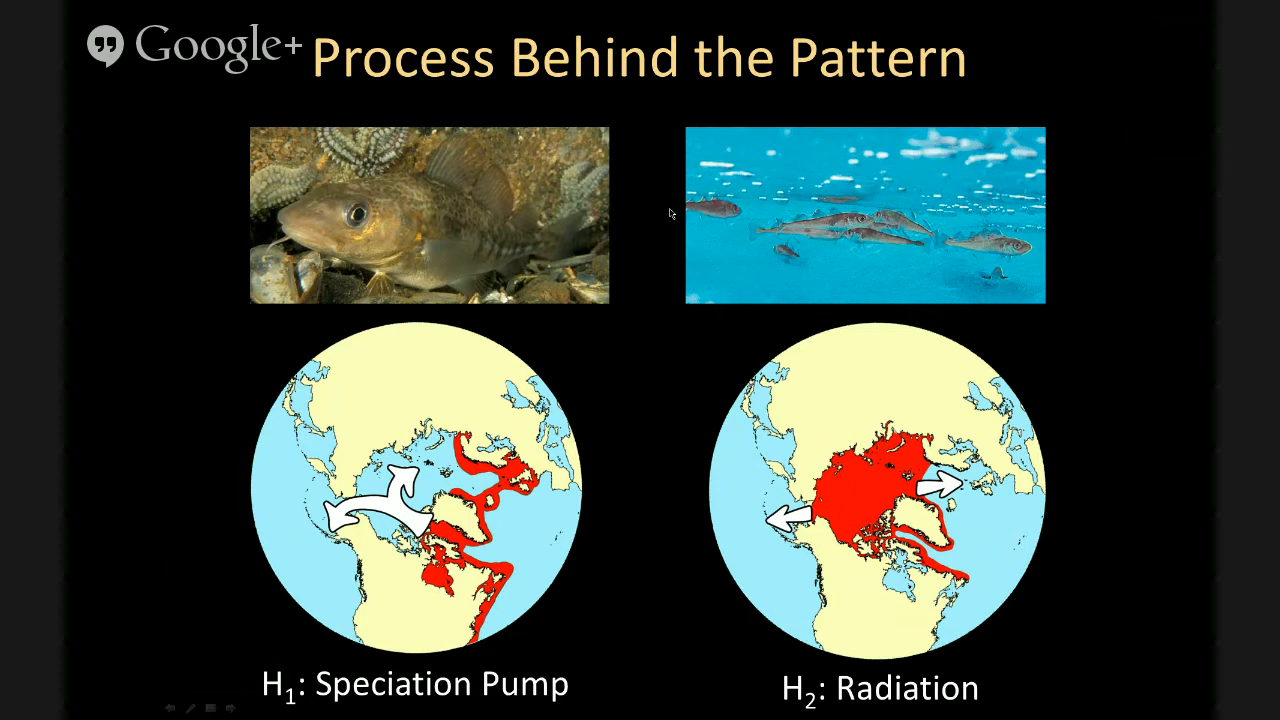 Google+
Process Behind the Pattern
H1: Speciation Pump
H2: Radiation